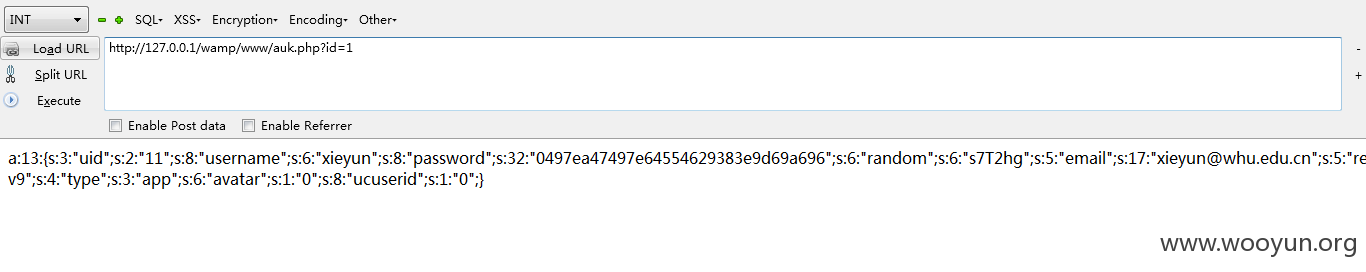 INT SQL- XSS- Encryption- Encoding- Other-
Load URL http://127.0.0.1/wamp/www/auk.php?id=1
Split URL
Execute
Enable Post data Enable Referrer
a:13:{s:3:"uid";s:2:"11";s:8:"username";s:6:"xieyun";s:8:"password";s:32:"0497ea47497e64554629383e9d69a696";s:6:"random";s:6:"s7T2hg";s:5:"email";s:17:"xieyun@whu.edu.cn";s:5:"re
v9";s:4:"type";s:3:"app";s:6:"avatar";s:1:"0";s:8:"ucuserid";s:1:"0";}
www.wooyun.org